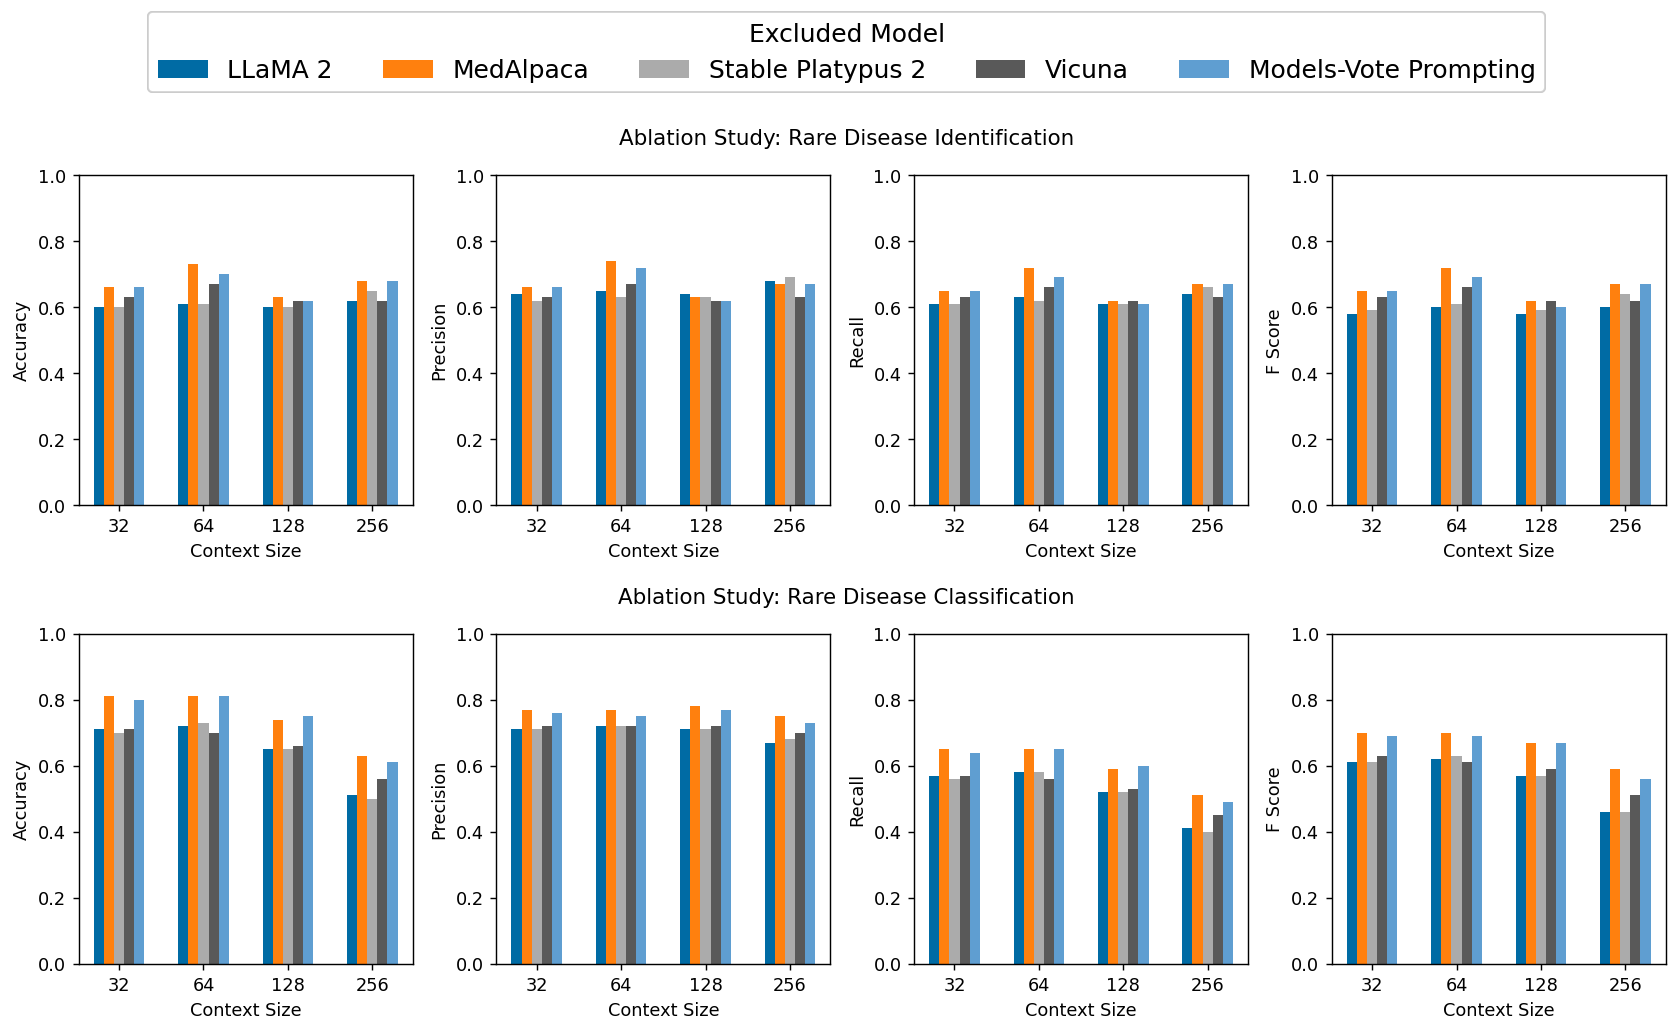 Excluded Model
LLaMA 2 MedAlpaca Stable Platypus 2 Vicuna Models-Vote Prompting
Ablation Study: Rare Disease Identification
Accuracy
1.0
0.8
0.6
0.4
0.2
0.0
32 64 128 256
Context Size
Precision
1.0
0.8
0.6
0.4
0.2
0.0
32 64 128 256
Context Size
Recall
1.0
0.8
0.6
0.4
0.2
0.0
32 64 128 256
Context Size
F Score
1.0
0.8
0.6
0.4
0.2
0.0
32 64 128 256
Context Size
Ablation Study: Rare Disease Classification
Accuracy
1.0
0.8
0.6
0.4
0.2
0.0
32 64 128 256
Context Size
Precision
1.0
0.8
0.6
0.4
0.2
0.0
32 64 128 256
Context Size
Recall
1.0
0.8
0.6
0.4
0.2
0.0
32 64 128 256
Context Size
F Score
1.0
0.8
0.6
0.4
0.2
0.0
32 64 128 256
Context Size